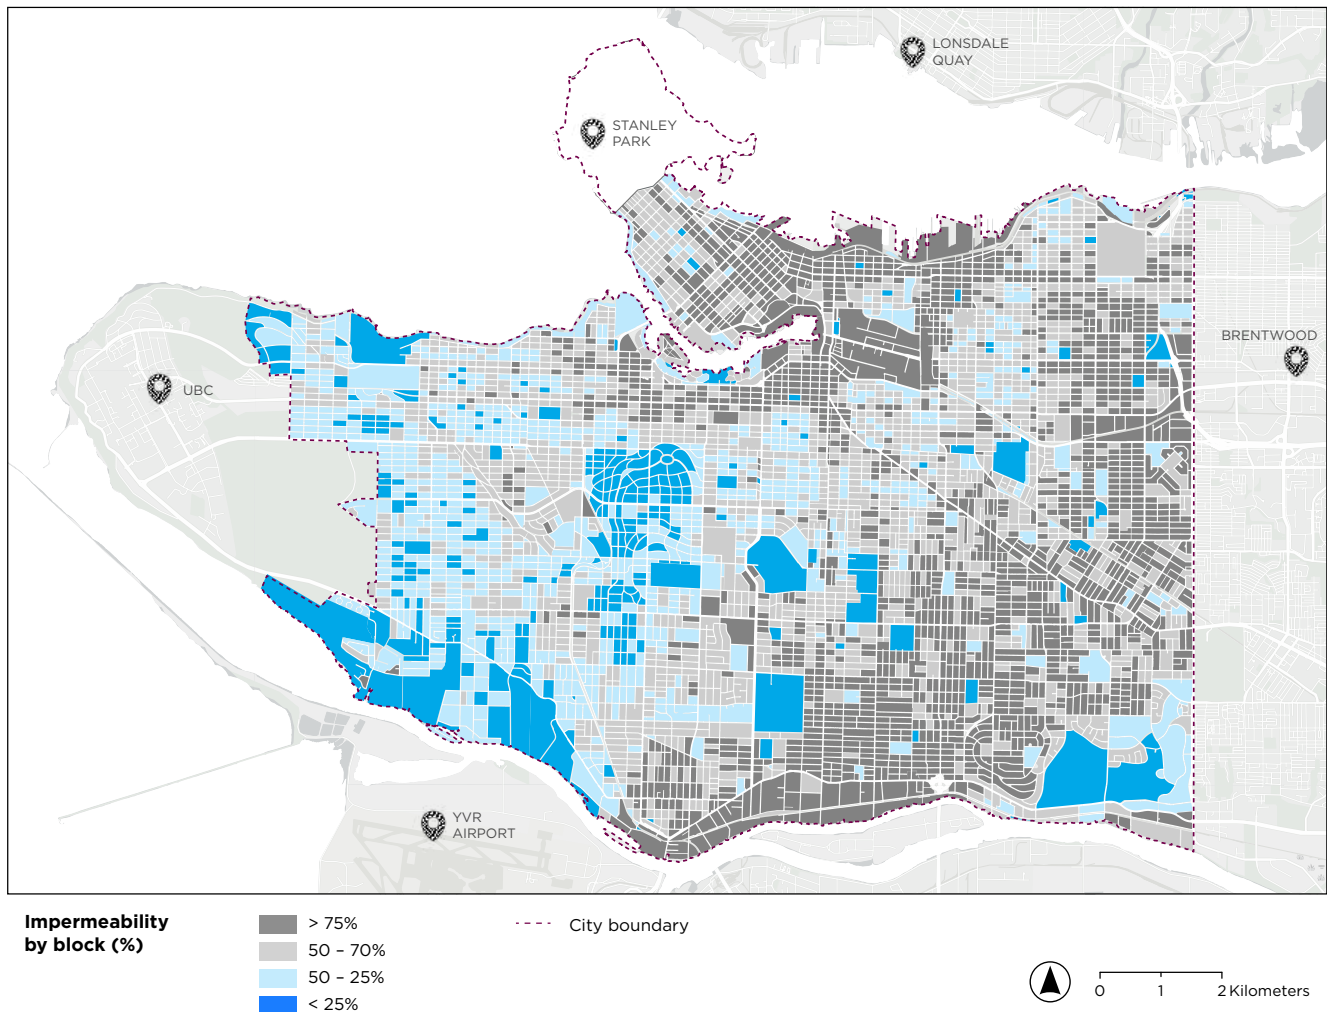 LONSDALE
QUAY
STANLEY
PARK
BRENTWOOD
UBC
YVR
AIRPORT
Impermeability
by block (%)
> 75%
50 – 70%
50 – 25%
< 25%
City boundary
0 1 2 Kilometers